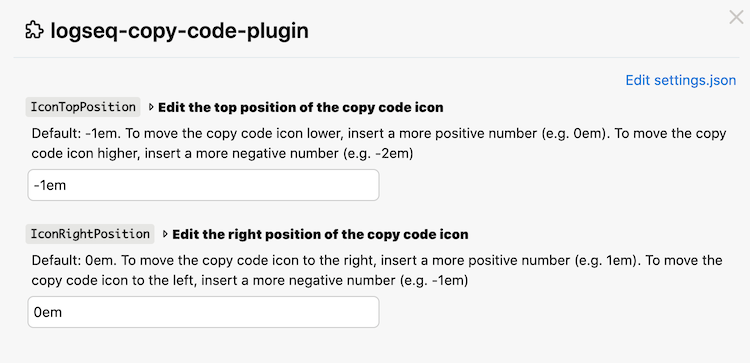 logseq-copy-code-plugin
Edit settings.json
IconTopPosition ▹ Edit the top position of the copy code icon
Default: -1em. To move the copy code icon lower, insert a more positive number (e.g. 0em). To move the copy
code icon higher, insert a more negative number (e.g. -2em)
-1em
IconRightPosition ▹ Edit the right position of the copy code icon
Default: 0em. To move the copy code icon to the right, insert a more positive number (e.g. 1em). To move the
copy code icon to the left, insert a more negative number (e.g. -1em)
0em